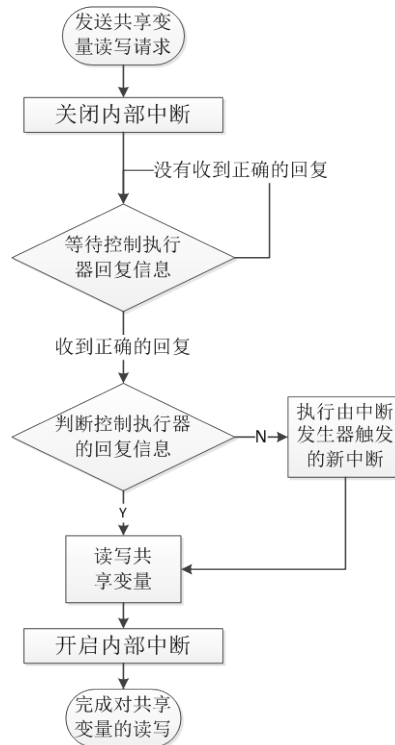 发送共享变
量读写请求
关闭内部中断
没有收到正确的回复
等待控制执行
器回复信息
收到正确的回复
判断控制执行器
的回复信息
N
执行由中断
发生器触发
的新中断
Y
读写共
享变量
开启内部中断
完成对共享
变量的读写